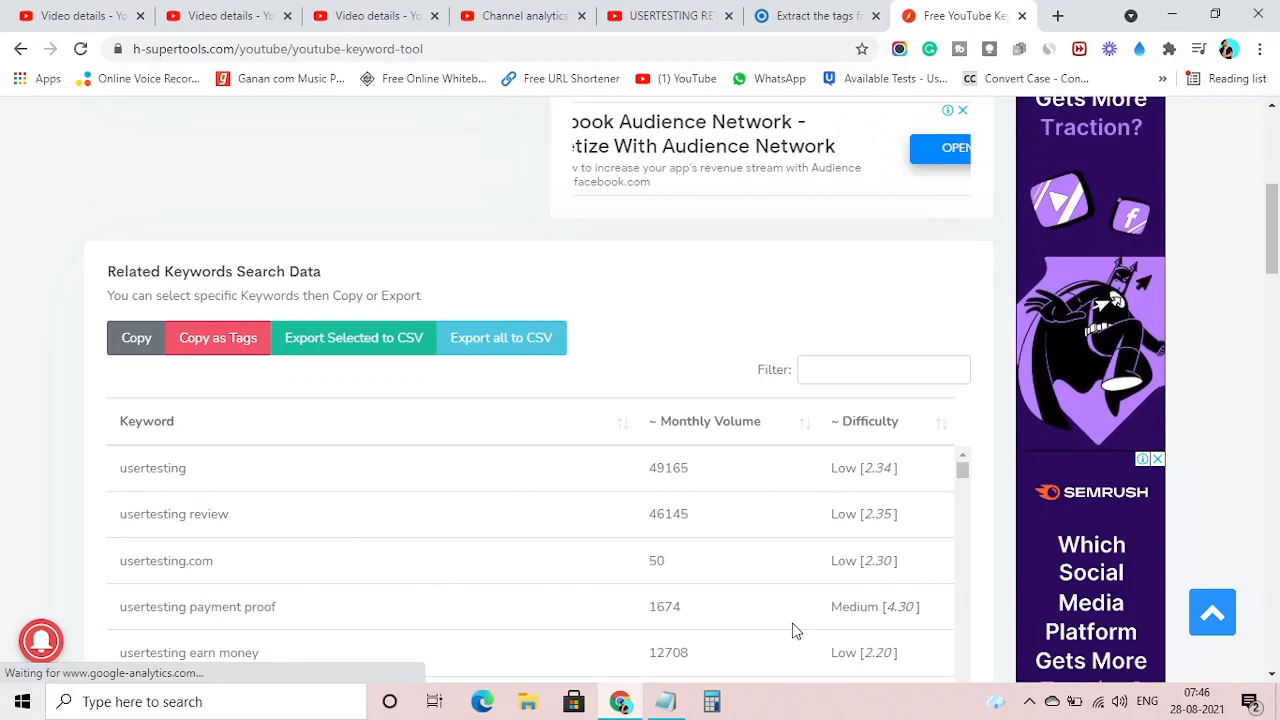 Video details - Yo
Video details - Yo
Video details - Yo
Channel analytics
USERTESTING RE
Extract the tags f
Free YouTube Key
h-supertools.com/youtube/youtube-keyword-tool
Apps
Online Voice Recor...
Ganan com Music P...
Free Online Writeb...
Free URL Shortener
(1) YouTube
WhatsApp
Available Tests - Us...
CC
Convert Case - Con...
»
Reading list
book Audience Network -
etize With Audience Network
w to increase your app's revenue stream with Audience
facebook.com
OPEN
Gets More
Traction?
Related Keywords Search Data
You can select specific Keywords then Copy or Export
Copy
Copy as Tags
Export Selected to CSV
Export all to CSV
Filter:
Keyword
~ Monthly Volume
~ Difficulty
usertesting
49165
Low [2.34 ]
usertesting review
46145
Low [2.35 ]
usertesting.com
50
Low [2.30 ]
usertesting payment proof
1674
Medium [4.30 ]
usertesting earn money
12708
Low [2.20 ]
SEMRUSH
Which
Social
Media
Platform
Gets More
Waiting for www.google-analytics.com...
Type here to search
ENG
07:46
28-08-2021
2